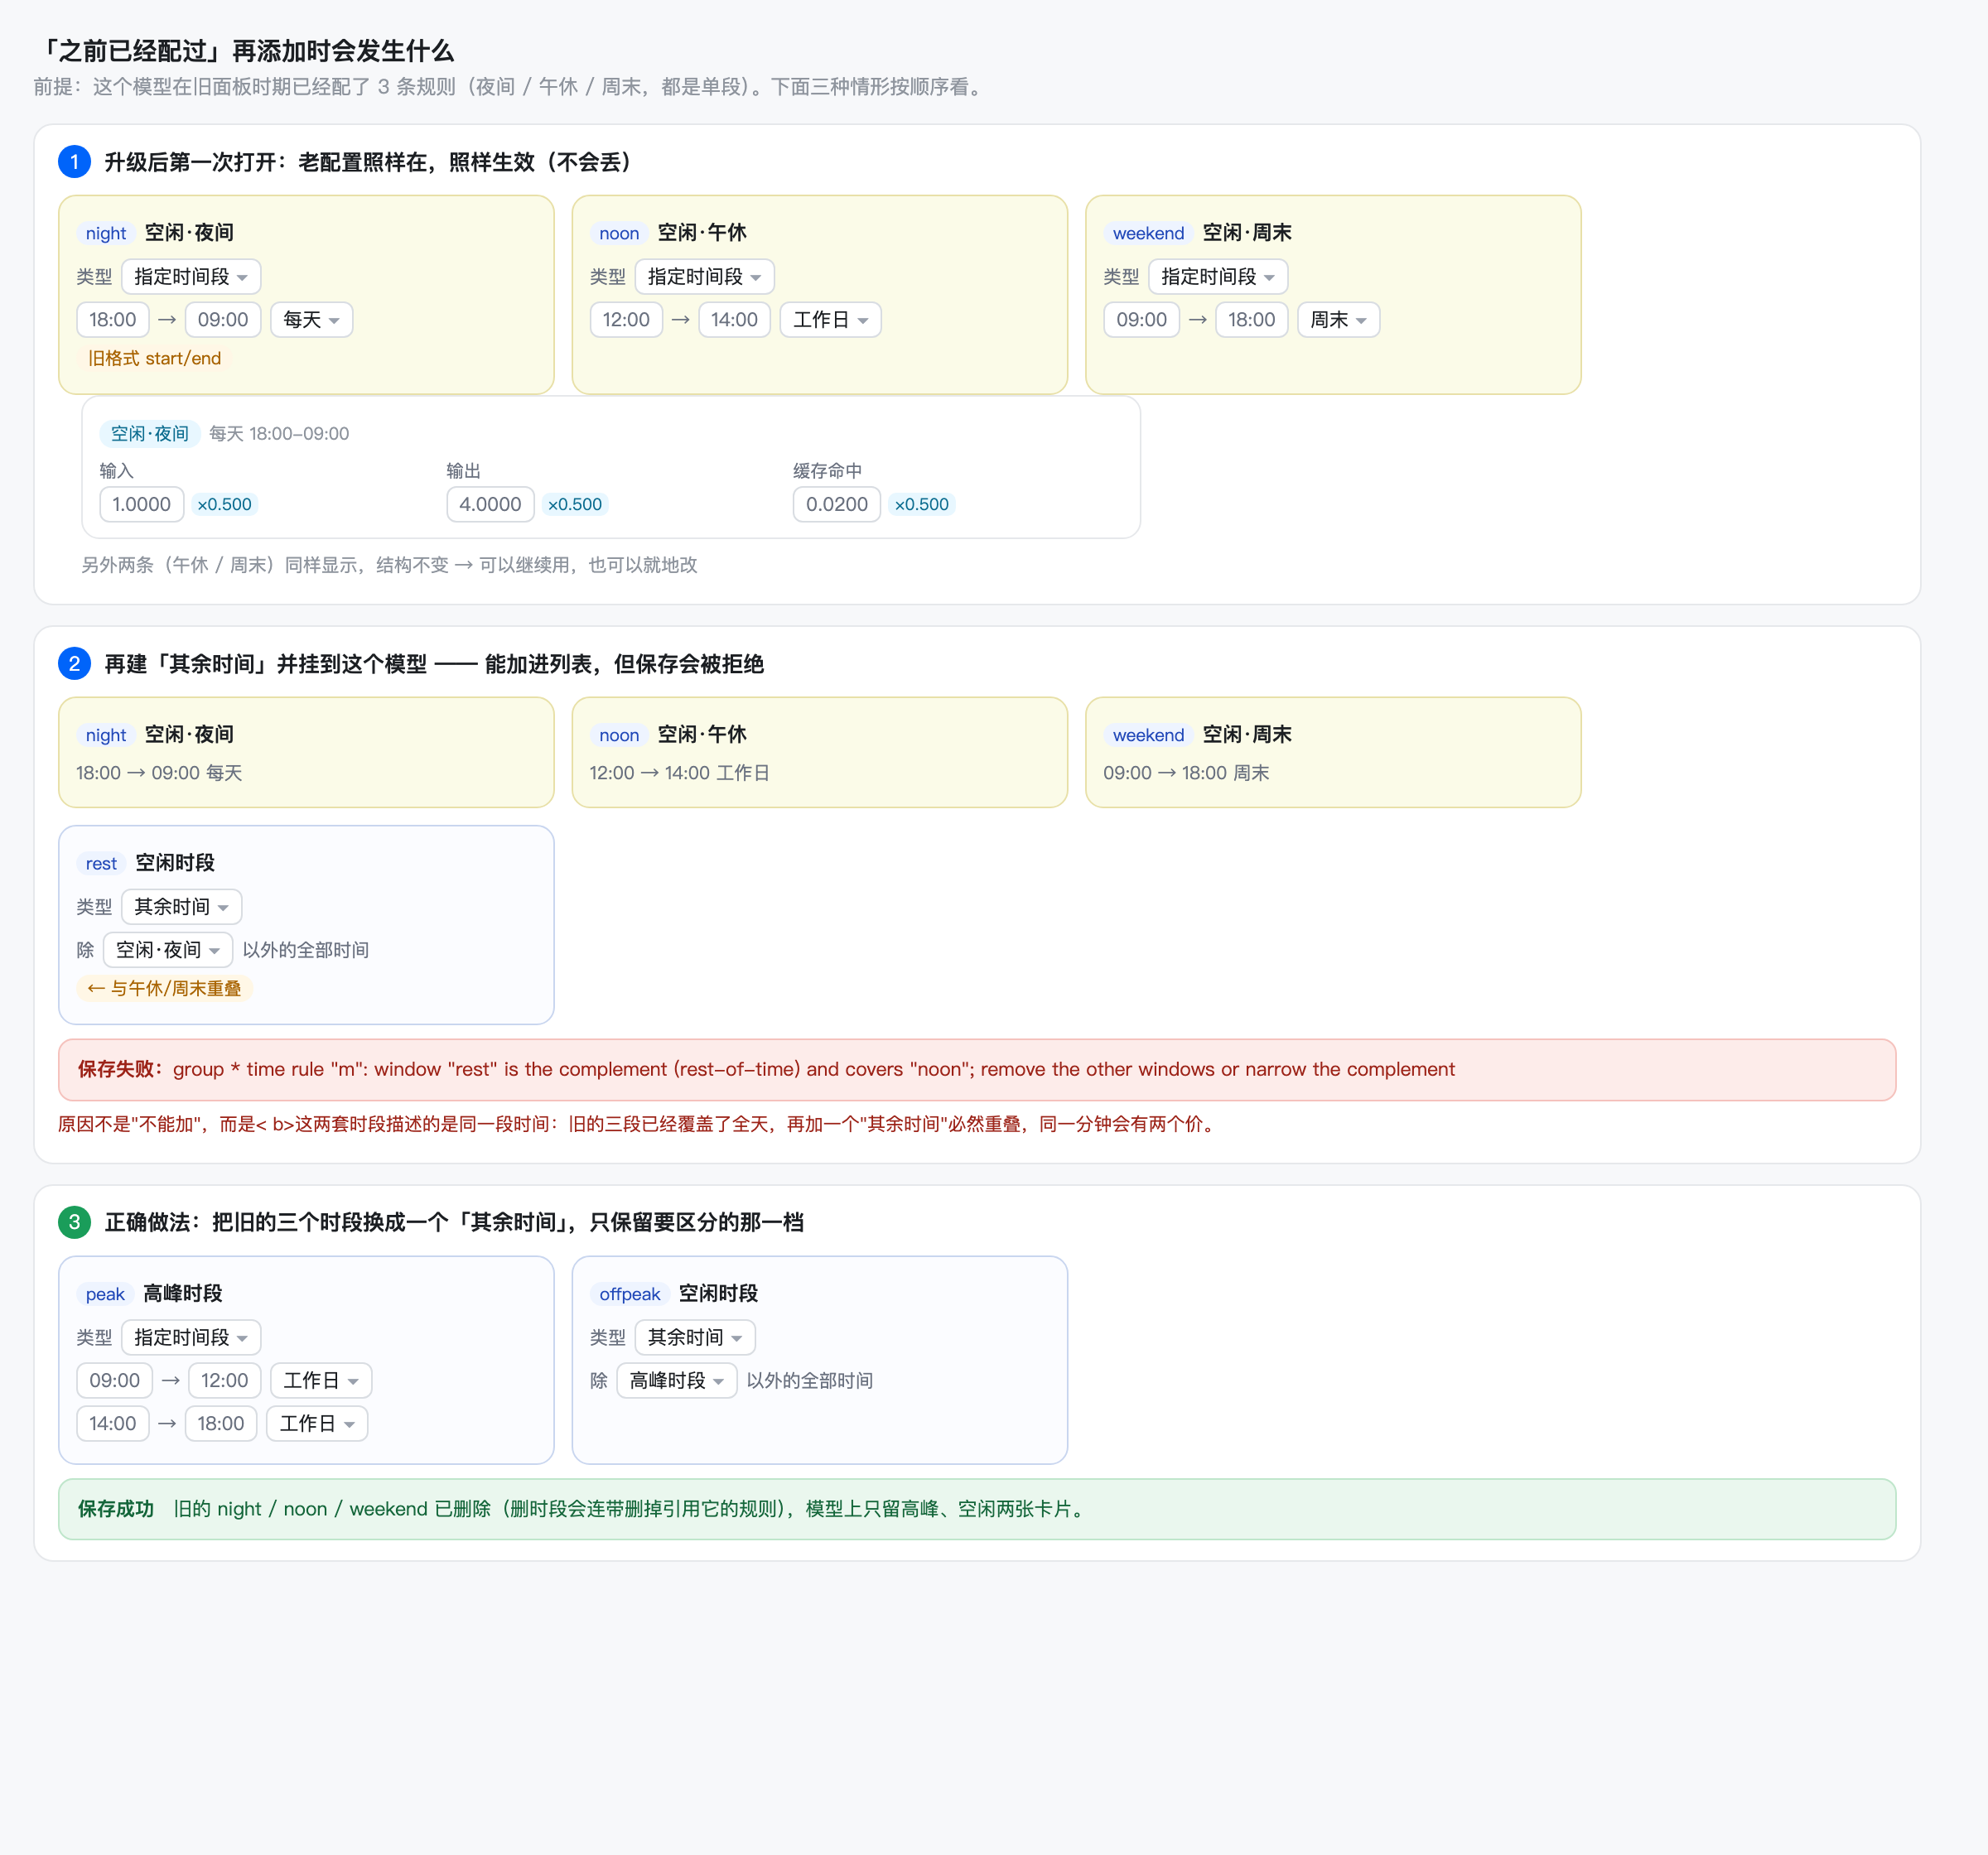 「之前已经配过」再添加时会发生什么
前提：这个模型在旧面板时期已经配了 3 条规则（夜间 / 午休 / 周末，都是单段）。下面三种情形按顺序看。
1 升级后第一次打开：老配置照样在，照样生效（不会丢）
night 空闲·夜间
类型 指定时间段
18:00 → 09:00 每天
旧格式 start/end
noon 空闲·午休
类型 指定时间段
12:00 → 14:00 工作日
weekend 空闲·周末
类型 指定时间段
09:00 → 18:00 周末
空闲·夜间 每天 18:00–09:00
输入 输出 缓存命中
1.0000 ×0.500 4.0000 ×0.500 0.0200 ×0.500
另外两条（午休 / 周末）同样显示，结构不变 → 可以继续用，也可以就地改
2 再建「其余时间」并挂到这个模型 —— 能加进列表，但保存会被拒绝
night 空闲·夜间
18:00 → 09:00 每天
noon 空闲·午休
12:00 → 14:00 工作日
weekend 空闲·周末
09:00 → 18:00 周末
rest 空闲时段
类型 其余时间
除 空闲·夜间 以外的全部时间
← 与午休/周末重叠
保存失败：group * time rule "m": window "rest" is the complement (rest-of-time) and covers "noon"; remove the other windows or narrow the complement
原因不是"不能加"，而是< b>这两套时段描述的是同一段时间：旧的三段已经覆盖了全天，再加一个"其余时间"必然重叠，同一分钟会有两个价。
3 正确做法：把旧的三个时段换成一个「其余时间」，只保留要区分的那一档
peak 高峰时段
类型 指定时间段
09:00 → 12:00 工作日
14:00 → 18:00 工作日
offpeak 空闲时段
类型 其余时间
除 高峰时段 以外的全部时间
保存成功 旧的 night / noon / weekend 已删除（删时段会连带删掉引用它的规则），模型上只留高峰、空闲两张卡片。